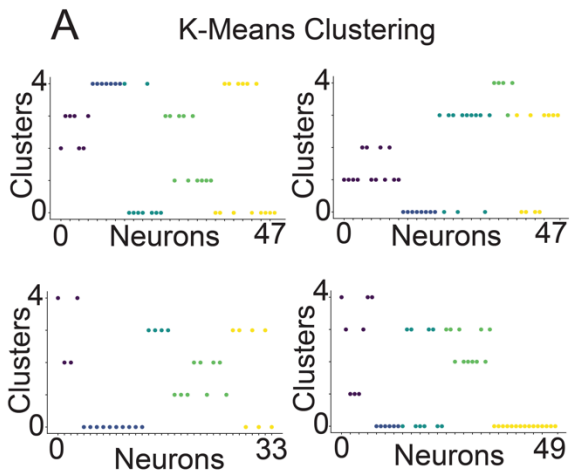 A K-Means Clustering
4
Clusters
0
0 Neurons 47
4
Clusters
0
0 Neurons 47
4
Clusters
0
0 Neurons 33
4
Clusters
0
0 Neurons 49